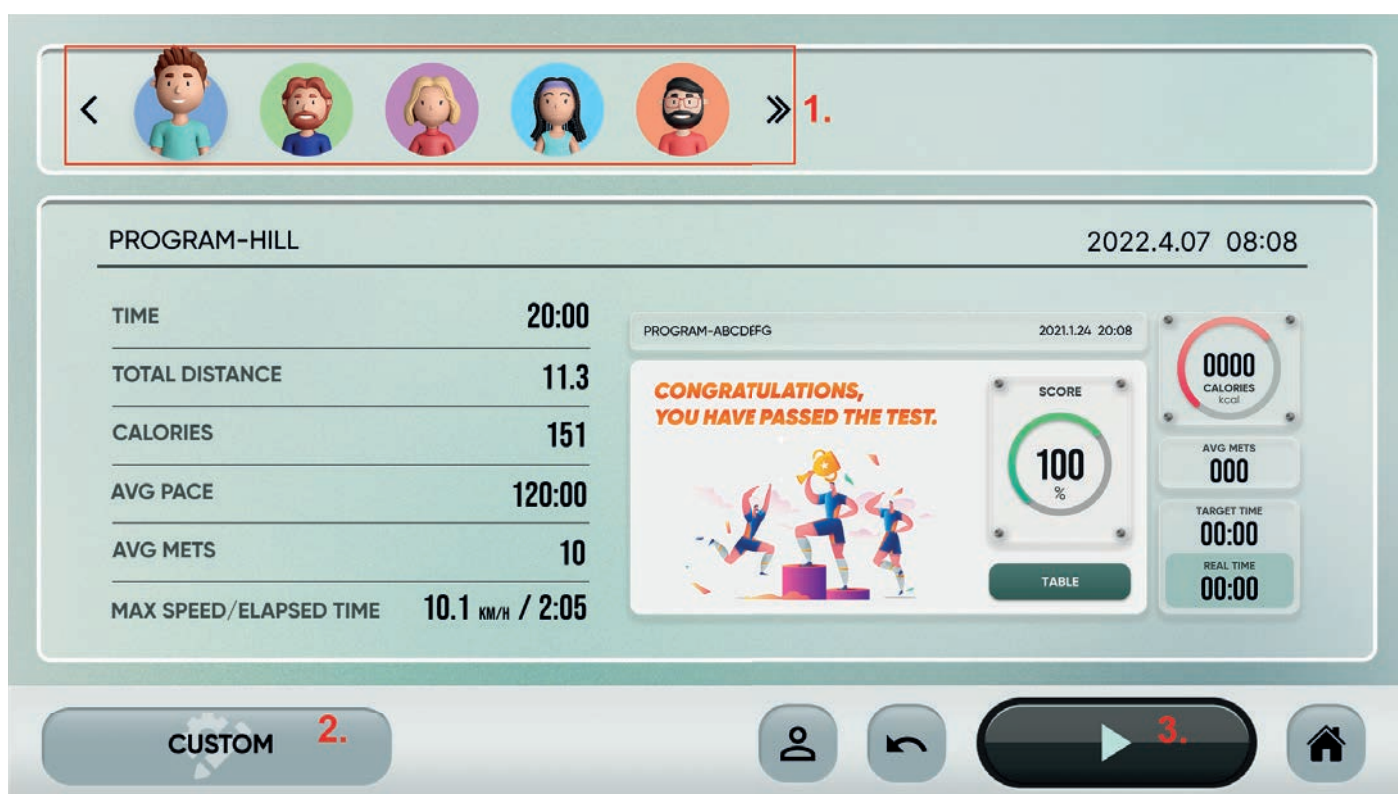 1.
PROGRAM-HILL
2022.4.07 08:08
TIME
20:00
TOTAL DISTANCE
11.3
CALORIES
151
AVG PACE
120:00
AVG METS
10
MAX SPEED/ELAPSED TIME
10.1 KM/H / 2:05
PROGRAM-ABCDEFG
2021.1.24 20:08
CONGRATULATIONS,
YOU HAVE PASSED THE TEST.
SCORE
100
%
TABLE
0000
CALORIES
kcal
AVG METS
000
TARGET TIME
00:00
REAL TIME
00:00
CUSTOM
2.
3.